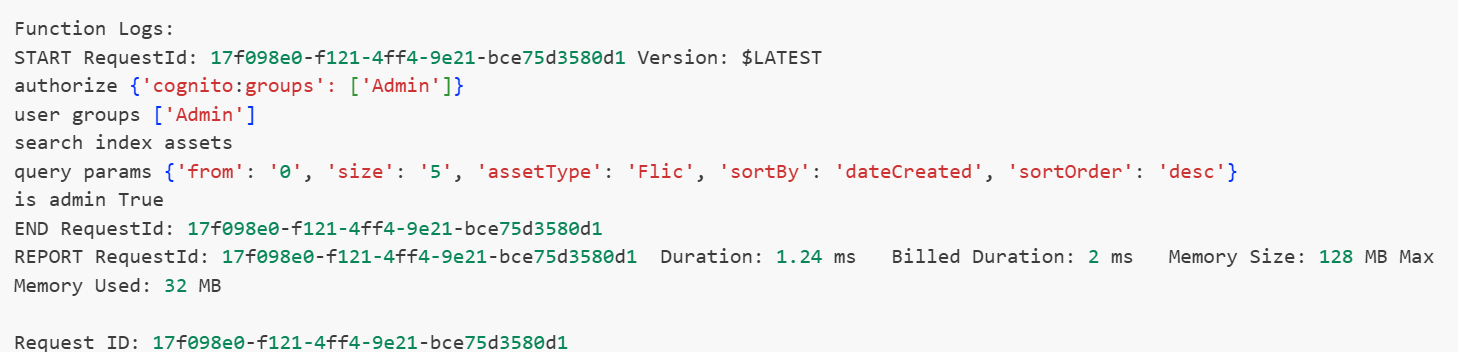 Function Logs:
START RequestId: 17f098e0-f121-4ff4-9e21-bce75d3580d1 Version: $LATEST
authorize {'cognito:groups': ['Admin']}
user groups ['Admin']
search index assets
query params {'from': '0', 'size': '5', 'assetType': 'Flic', 'sortBy': 'dateCreated', 'sortOrder': 'desc'}
is admin True
END RequestId: 17f098e0-f121-4ff4-9e21-bce75d3580d1
REPORT RequestId: 17f098e0-f121-4ff4-9e21-bce75d3580d1  Duration: 1.24 ms   Billed Duration: 2 ms   Memory Size: 128 MB Max
Memory Used: 32 MB
Request ID: 17f098e0-f121-4ff4-9e21-bce75d3580d1